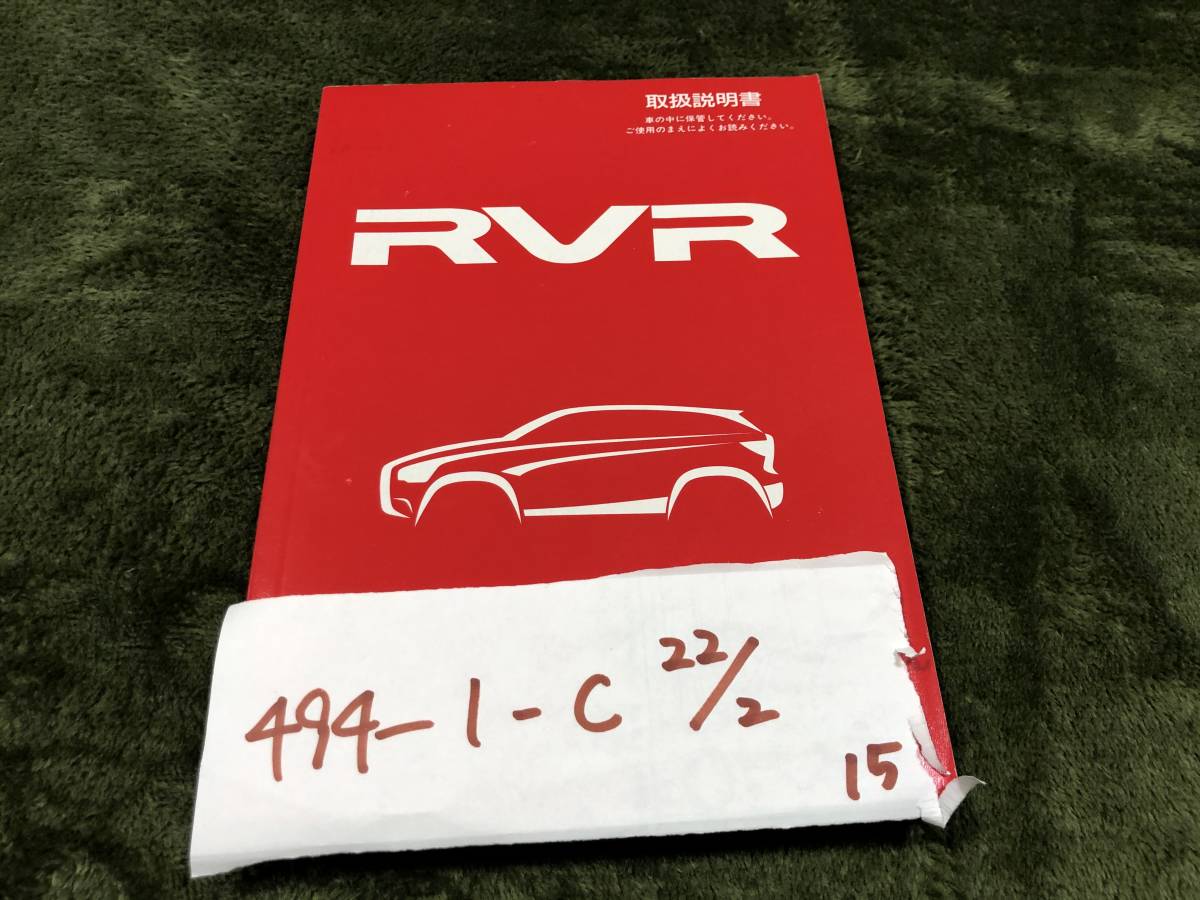 取扱説明書
車の中に保管してください。
ご使用のまえによくお読みください。
RVR
494-1-C 22/2
15